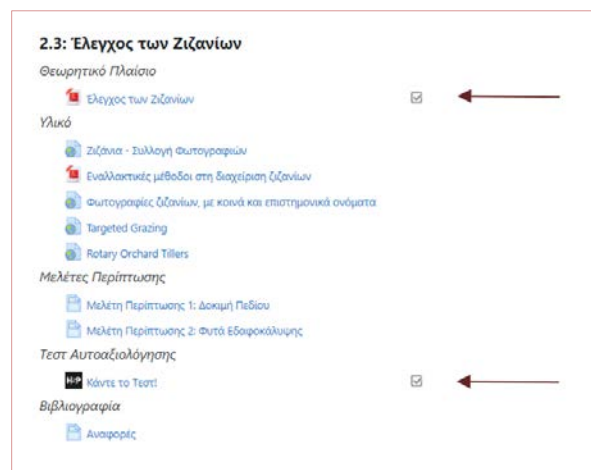 2.3: Έλεγχος των Ζιζανίων
Θεωρητικό Πλαίσιο
Έλεγχος των Ζιζανίων
Υλικό
Ζιζάνια - Συλλογή Φωτογραφιών
Εναλλακτικές μέθοδοι στη διαχείριση ζιζανίων
Φωτογραφίες ζιζανίων, με κοινά και επιστημονικά ονόματα
Targeted Grazing
Rotary Orchard Tillers
Μελέτες Περίπτωσης
Μελέτη Περίπτωσης 1: Δοκιμή Πεδίου
Μελέτη Περίπτωσης 2: Φυτά Εδαφοκάλυψης
Τεστ Αυτοαξιολόγησης
H5P Κάντε το Τεστ!
Βιβλιογραφία
Αναφορές